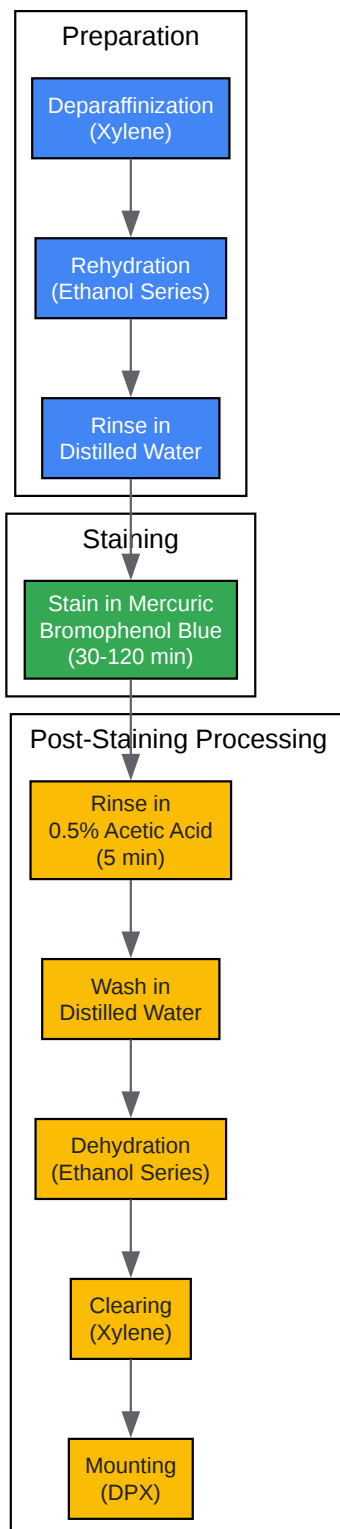 Preparation
Deparaffinization
(Xylene)
Rehydration
(Ethanol Series)
Rinse in
Distilled Water
Staining
Stain in Mercuric
Bromophenol Blue
(30-120 min)
Post-Staining Processing
Rinse in
0.5% Acetic Acid
(5 min)
Wash in
Distilled Water
Dehydration
(Ethanol Series)
Clearing
(Xylene)
Mounting
(DPX)